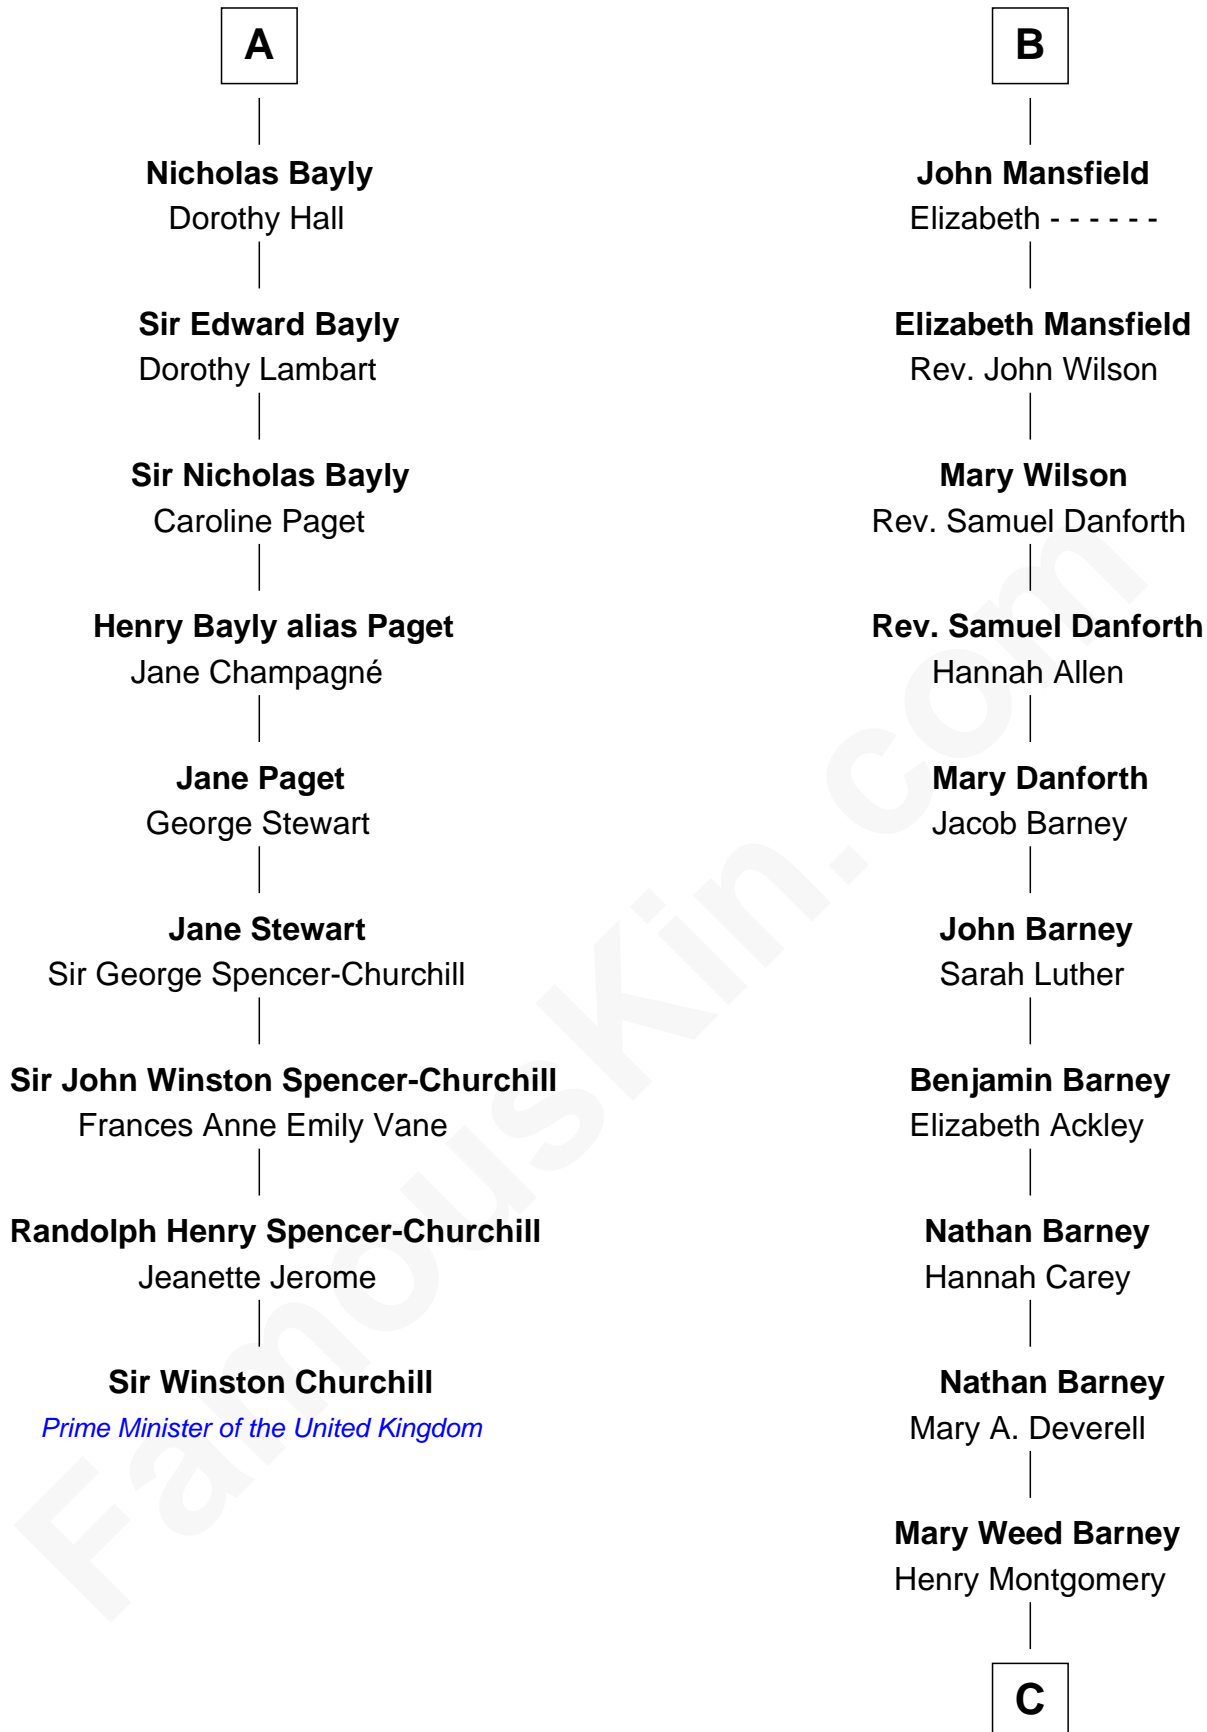 A
Nicholas Bayly
Dorothy Hall
Sir Edward Bayly
Dorothy Lambart
Sir Nicholas Bayly
Caroline Paget
Henry Bayly alias Paget
Jane Champagné
Jane Paget
George Stewart
Jane Stewart
Sir George Spencer-Churchill
Sir John Winston Spencer-Churchill
Frances Anne Emily Vane
Randolph Henry Spencer-Churchill
Jeanette Jerome
Sir Winston Churchill
Prime Minister of the United Kingdom
B
John Mansfield
Elizabeth - - - - - -
Elizabeth Mansfield
Rev. John Wilson
Mary Wilson
Rev. Samuel Danforth
Rev. Samuel Danforth
Hannah Allen
Mary Danforth
Jacob Barney
John Barney
Sarah Luther
Benjamin Barney
Elizabeth Ackley
Nathan Barney
Hannah Carey
Nathan Barney
Mary A. Deverell
Mary Weed Barney
Henry Montgomery
C
FamousKin.com